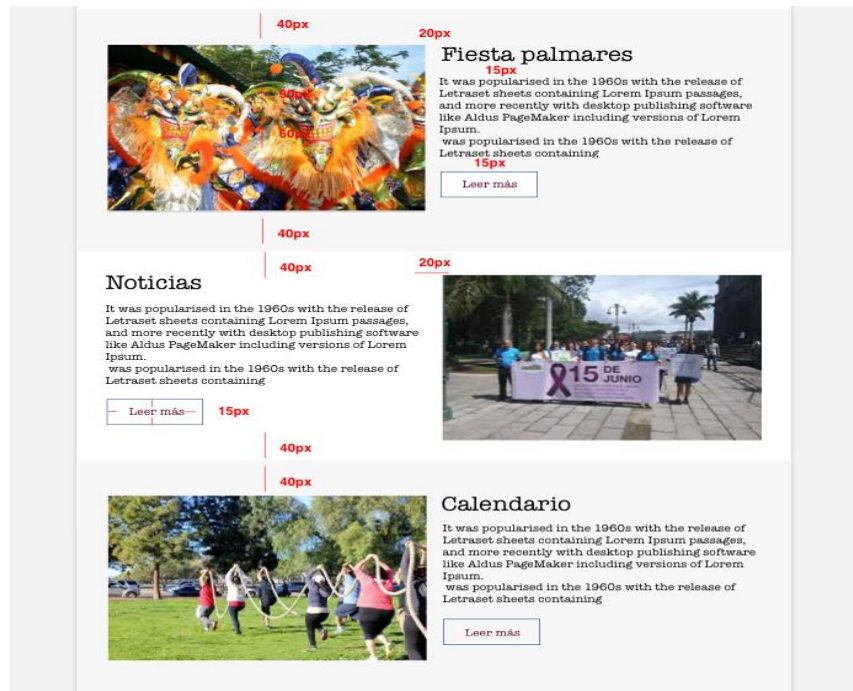 40px
20px
Fiesta palmares
15px
It was popularised in the 1960s with the release of
Letraset sheets containing Lorem Ipsum passages,
and more recently with desktop publishing software
like Aldus PageMaker including versions of Lorem
Ipsum.
was popularised in the 1960s with the release of
Letraset sheets containing
15px
Leer más
90px
60px
40px
40px
20px
Noticias
It was popularised in the 1960s with the release of
Letraset sheets containing Lorem Ipsum passages,
and more recently with desktop publishing software
like Aldus PageMaker including versions of Lorem
Ipsum.
was popularised in the 1960s with the release of
Letraset sheets containing
Leer más
15px
15 DE
JUNIO
40px
40px
Calendario
It was popularised in the 1960s with the release of
Letraset sheets containing Lorem Ipsum passages,
and more recently with desktop publishing software
like Aldus PageMaker including versions of Lorem
Ipsum.
was popularised in the 1960s with the release of
Letraset sheets containing
Leer más